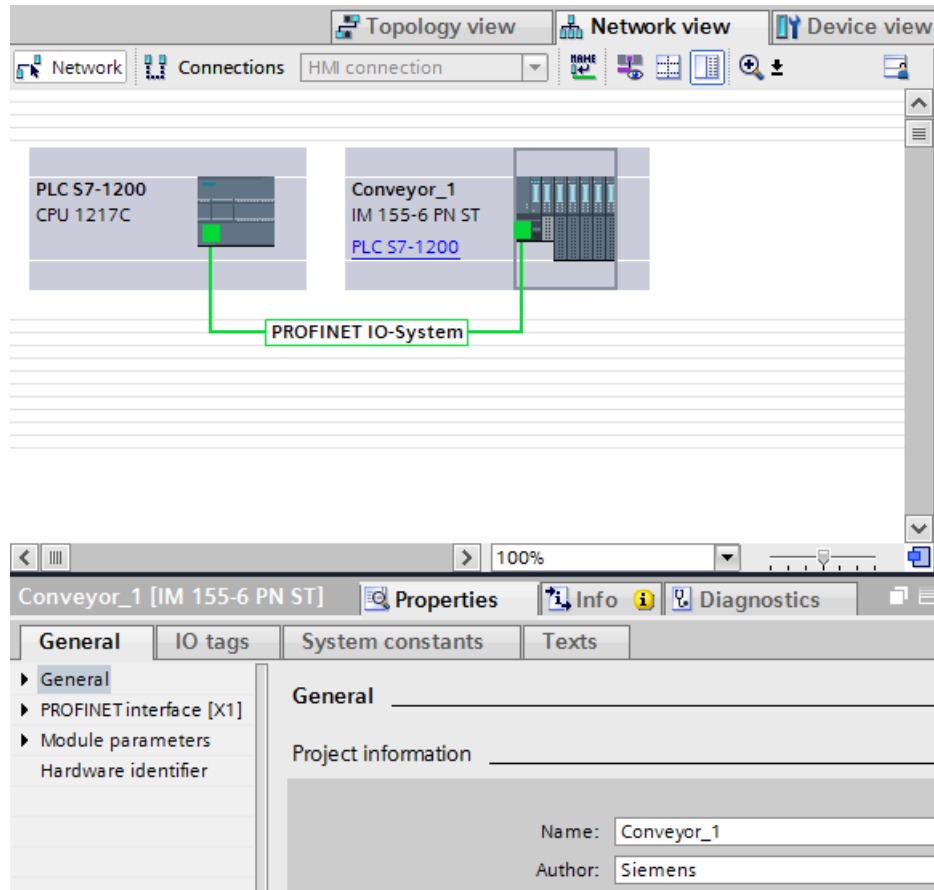 Topology view
Network view
Device view
Network
Connections
HMI connection
NAME
PLC S7-1200
CPU 1217C
Conveyor_1
IM 155-6 PN ST
PLC S7-1200
PROFINET IO-System
100%
Conveyor_1 [IM 155-6 PN ST]
Properties
Info
Diagnostics
General
IO tags
System constants
Texts
General
PROFINET interface [X1]
Module parameters
Hardware identifier
General
Project information
Name: Conveyor_1
Author: Siemens